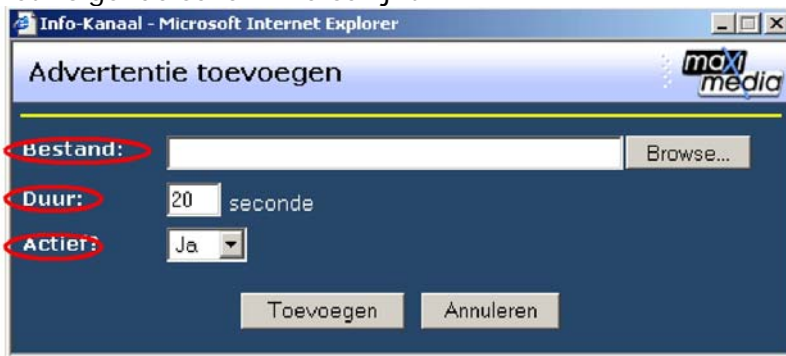 Info-Kanaal - Microsoft Internet Explorer
Advertentie toevoegen
maxi
media
Bestand:
Browse...
Duur:
20 seconde
Actief?
Ja
Toevoegen Annuleren